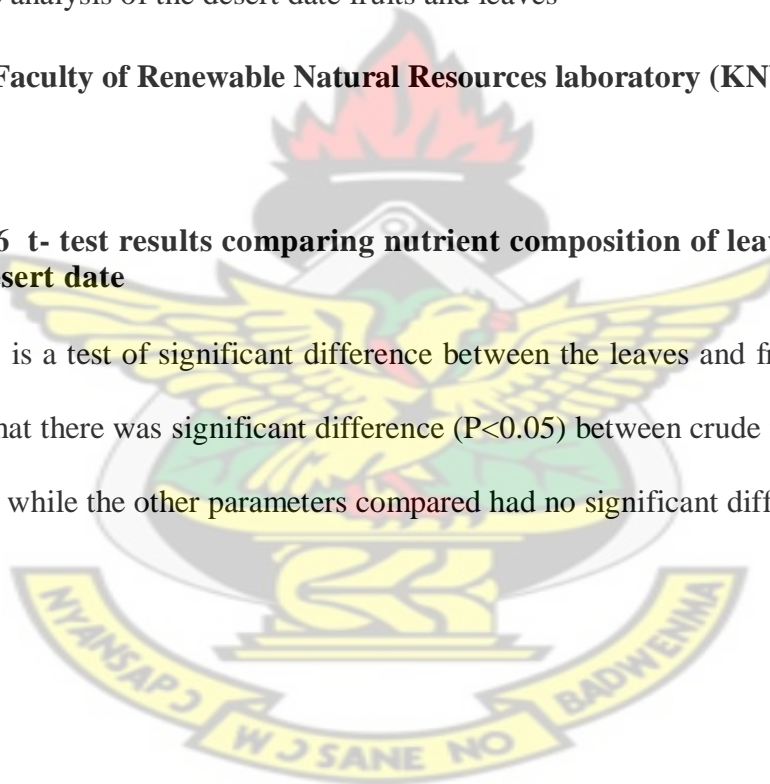 analysis of the desert date fruits and leaves
Faculty of Renewable Natural Resources laboratory (KN
6 t- test results comparing nutrient composition of lea
sert date
is a test of significant difference between the leaves and f
hat there was significant difference (P<0.05) between crude
while the other parameters compared had no significant diff
NYANSAPƆ WƆ SANE NO BADWENMA